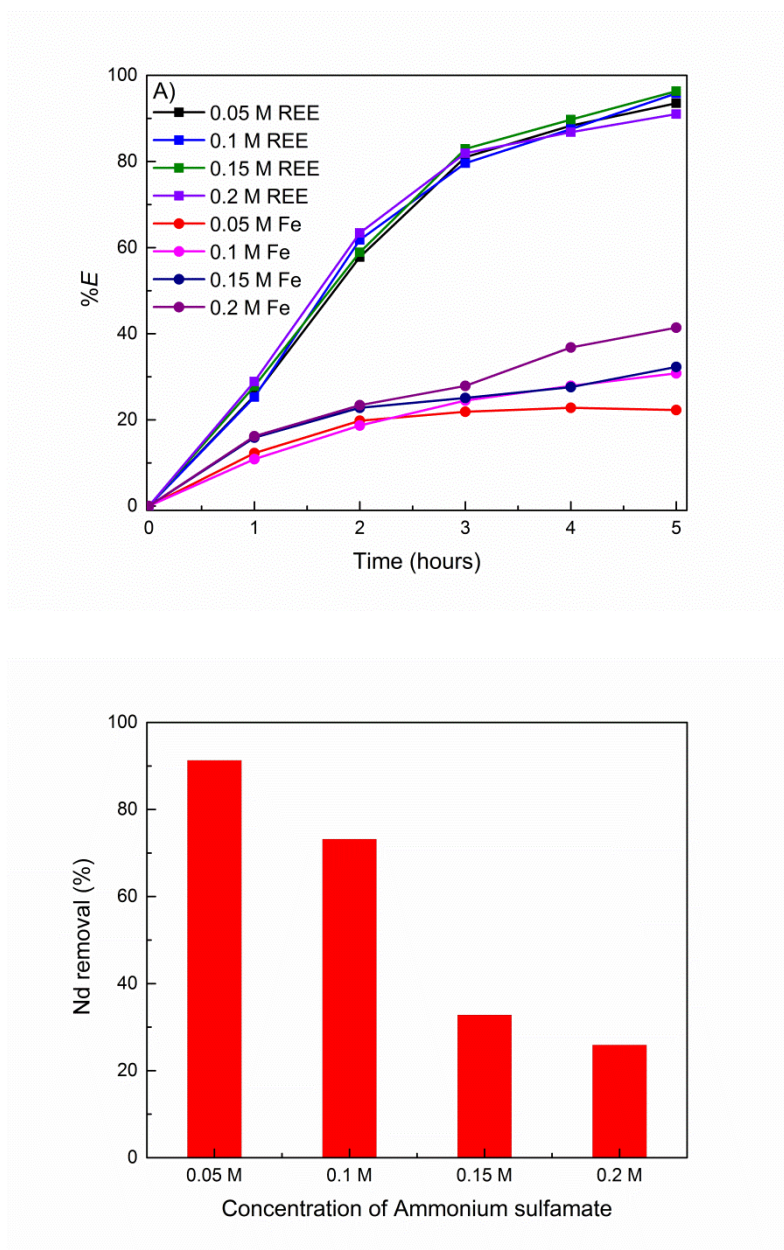 A)
0.05 M REE
0.1 M REE
0.15 M REE
0.2 M REE
0.05 M Fe
0.1 M Fe
0.15 M Fe
0.2 M Fe
100
80
60
40
20
0
%E
0 1 2 3 4 5
Time (hours)
100
80
60
40
20
0
Nd removal (%)
0.05 M 0.1 M 0.15 M 0.2 M
Concentration of Ammonium sulfamate